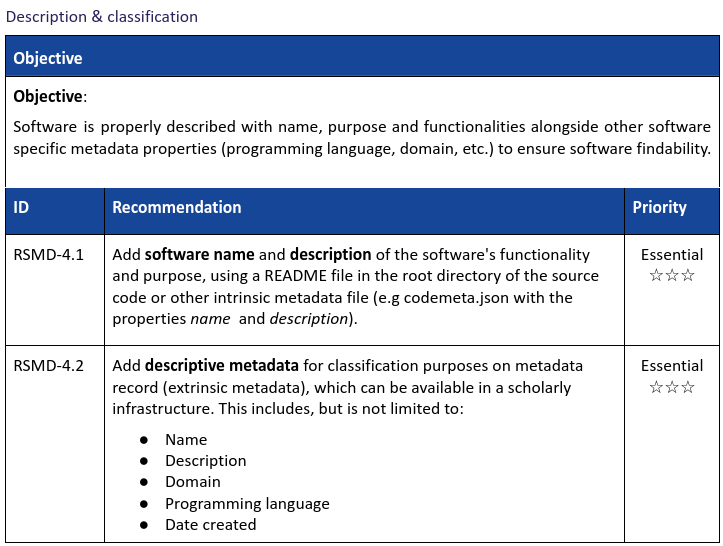 Description & classification
Objective
Objective:
Software is properly described with name, purpose and functionalities alongside other software
specific metadata properties (programming language, domain, etc.) to ensure software findability.
ID Recommendation Priority
RSMD-4.1 Add software name and description of the software's functionality Essential
and purpose, using a README file in the root directory of the source ☆☆☆
code or other intrinsic metadata file (e.g codemeta.json with the
properties name and description).
RSMD-4.2 Add descriptive metadata for classification purposes on metadata Essential
record (extrinsic metadata), which can be available in a scholarly ☆☆☆
infrastructure. This includes, but is not limited to:
● Name
● Description
● Domain
● Programming language
● Date created